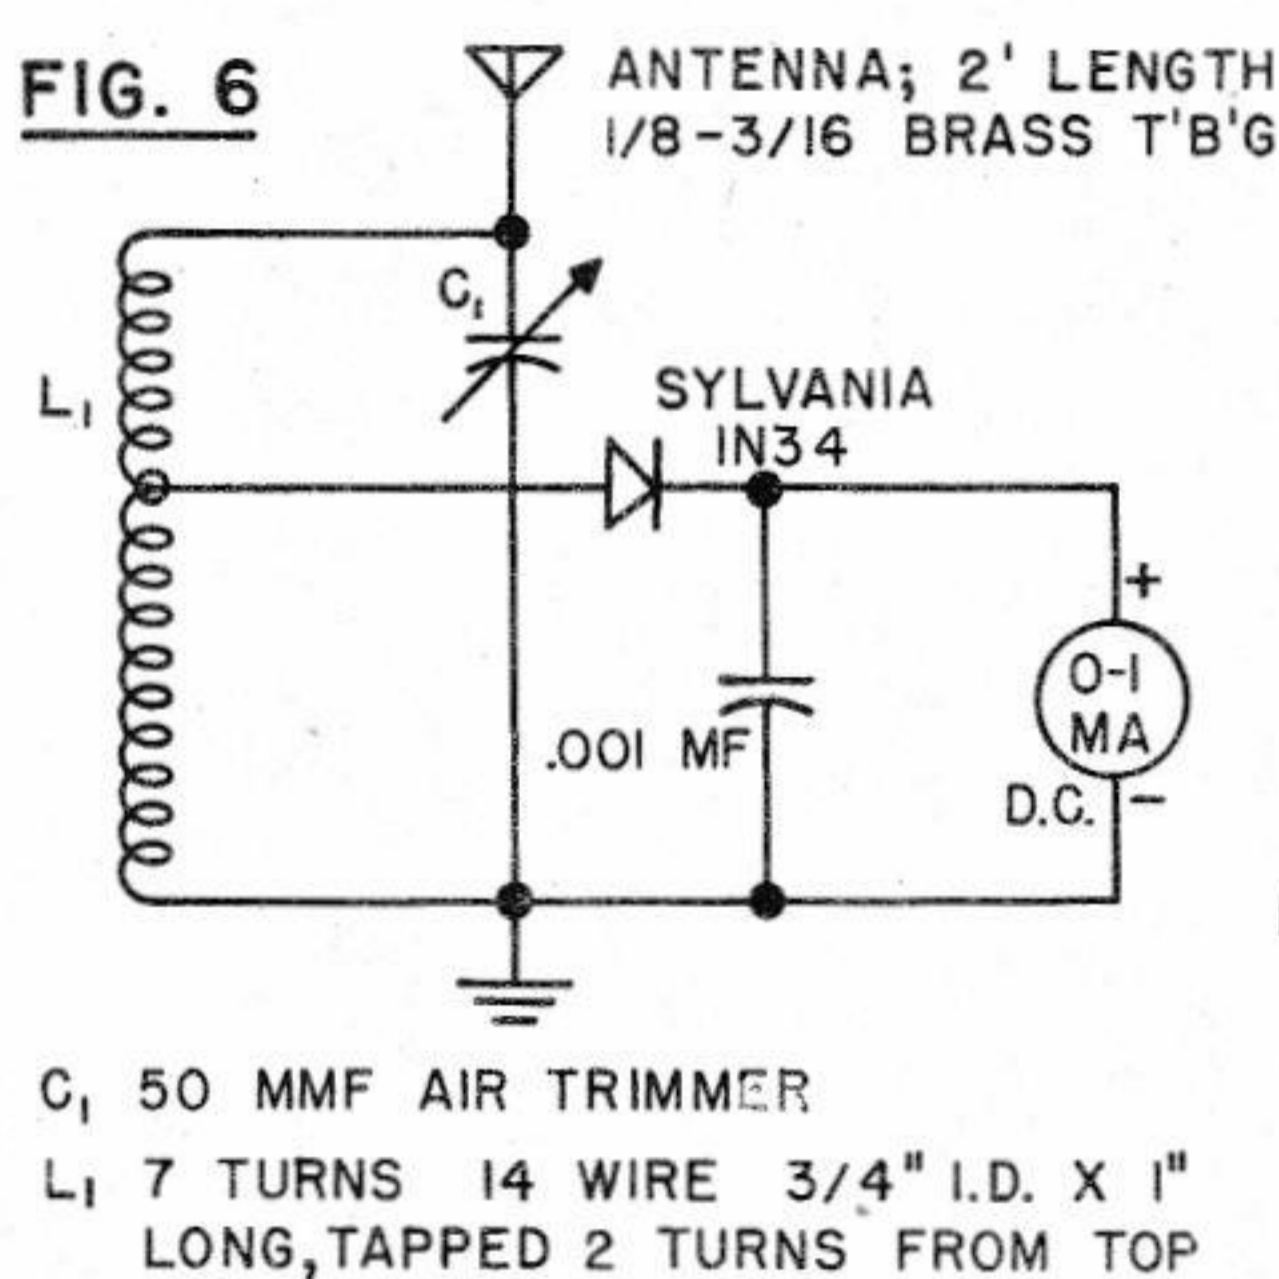 FIG. 6
ANTENNA; 2' LENGTH
1/8-3/16 BRASS T'B'G
C1
L1
SYLVANIA
IN34
+
0-1
MA
.001 MF
D.C.
−
C1 50 MMF AIR TRIMMER
L1 7 TURNS 14 WIRE 3/4" I.D. X 1"
LONG, TAPPED 2 TURNS FROM TOP